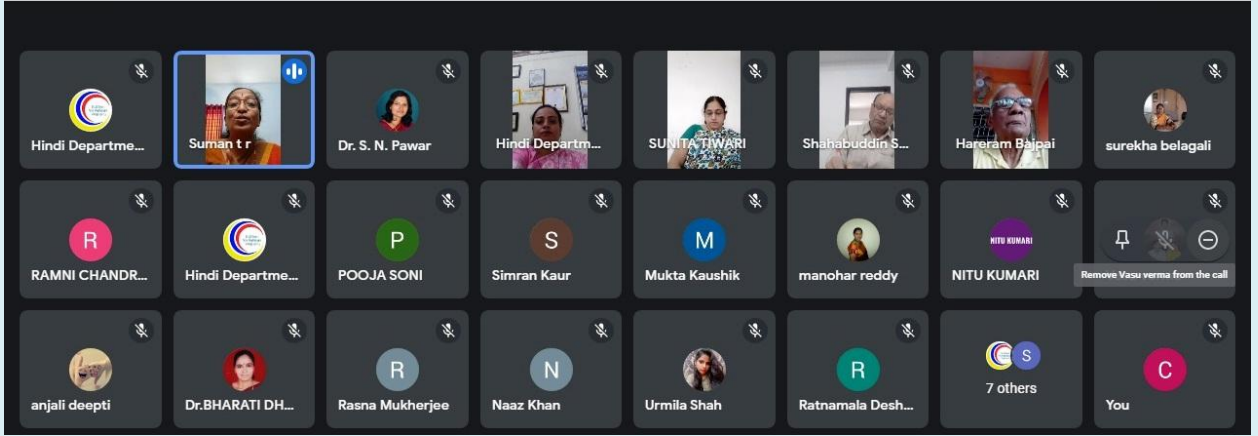 Hindi Departme...
Suman t r
Dr. S. N. Pawar
Hindi Departm...
SUNITA TIWARI
Shahabuddin S...
Hareram Bajpai
surekha belagali
R
RAMNI CHANDR...
Hindi Departme...
P
POOJA SONI
S
Simran Kaur
M
Mukta Kaushik
manohar reddy
NITU KUMARI
NITU KUMARI
Remove Vasu verma from the call
anjali deepti
Dr.BHARATI DH...
R
Rasna Mukherjee
N
Naaz Khan
Urmila Shah
R
Ratnamala Desh...
S
7 others
C
You